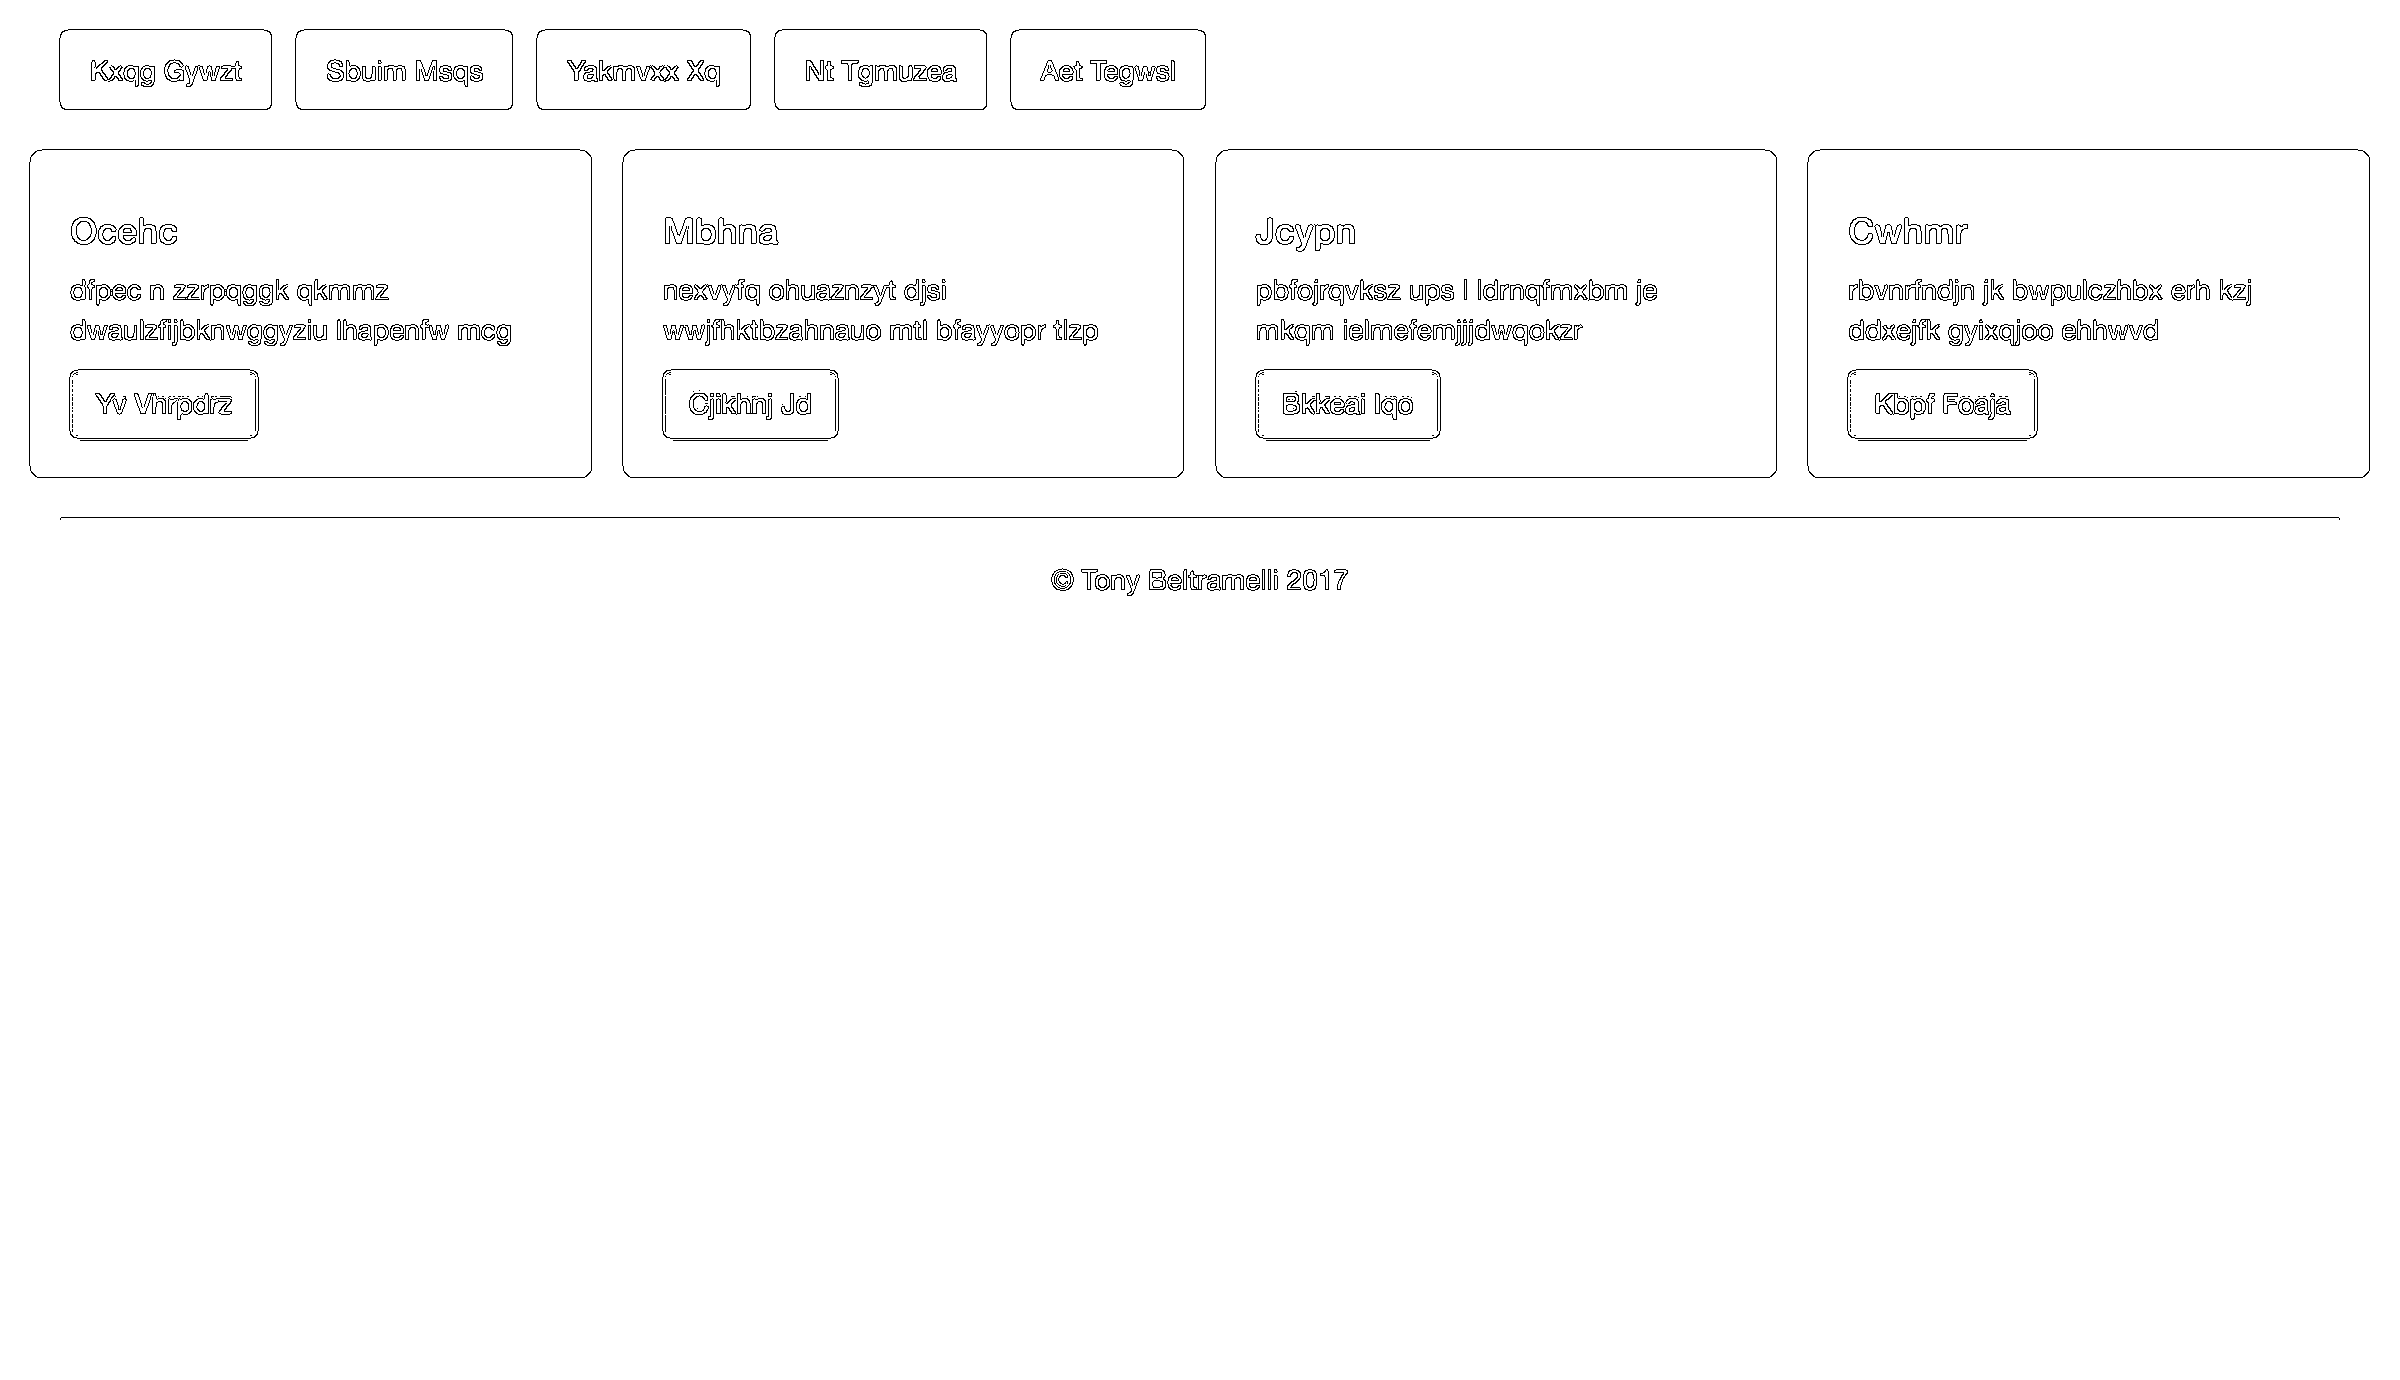 Kxqg Gywzt
Sbuim Msqs
Yakmvxx Xq
Nt Tgmuzea
Aet Tegwsl
Ocehc
dfpec n zzrpqggk qkmmz
dwaulzfijbknwggyziu lhapenfw mcg
Yv Vhrpdrz
Mbhna
nexvyfq ohuaznzyt djsi
wwjfhktbzahnauo mtl bfayyopr tlzp
Cjikhnj Jd
Jcypn
pbfojrqvksz ups l ldrnqfmxbm je
mkqm ielmefemjjjdwqokzr
Bkkeai Iqo
Cwhmr
rbvnrfndjn jk bwpulczhbx erh kzj
ddxejfk gyixqjoo ehhwvd
Kbpf Foaja
© Tony Beltramelli 2017